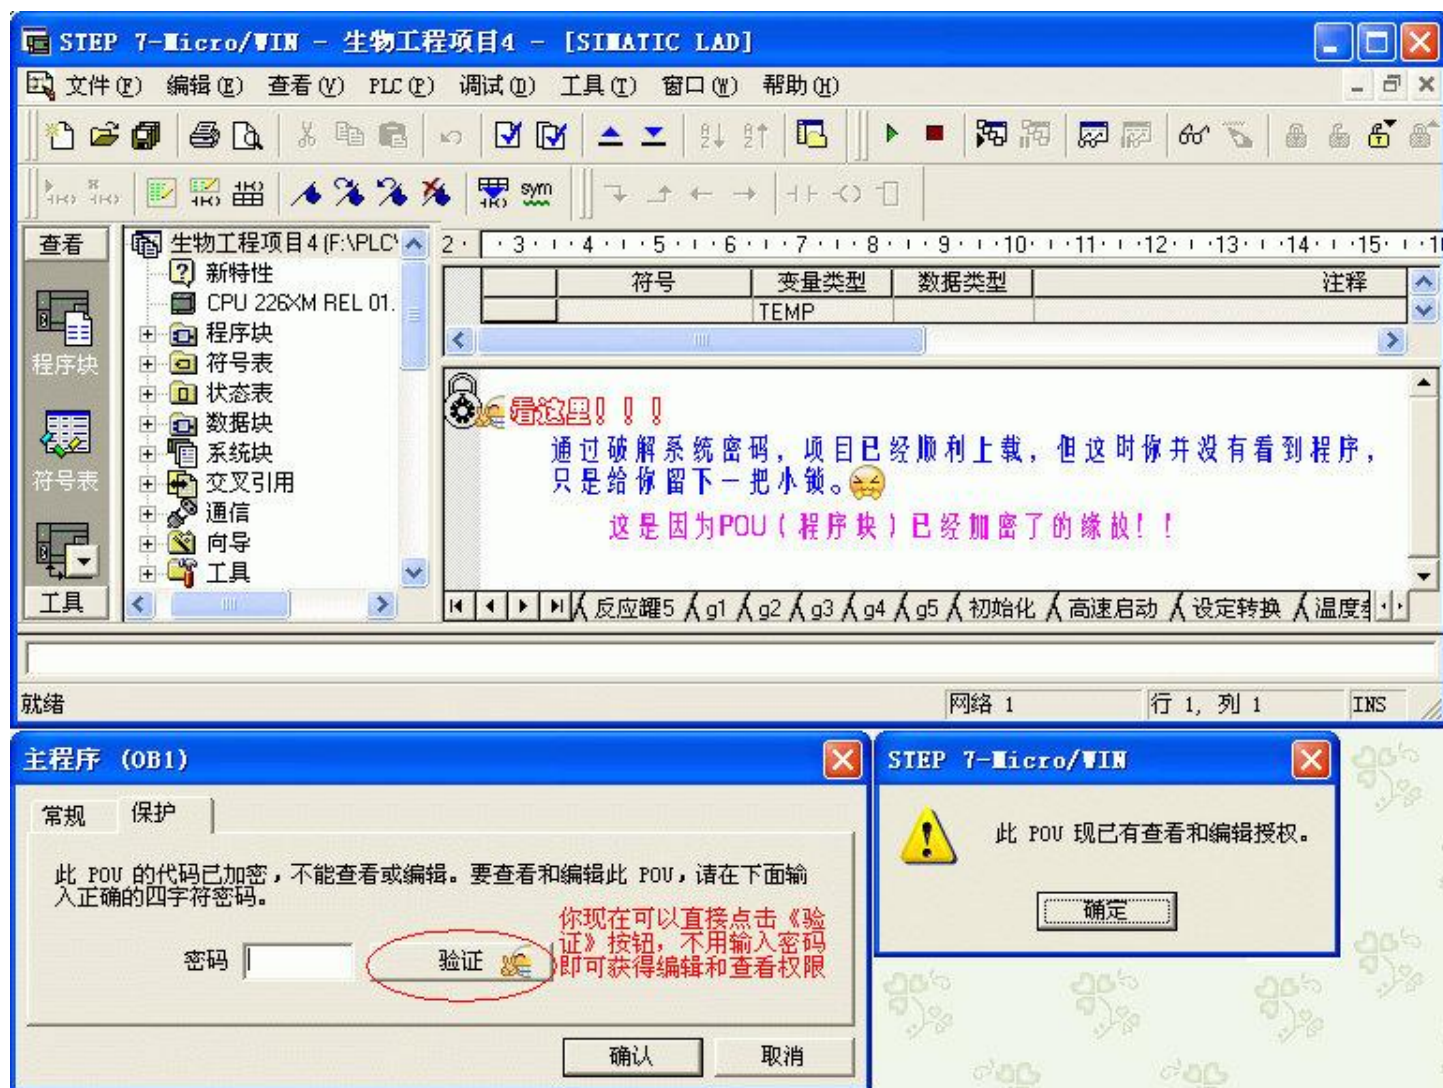 STEP 7-Micro/WIN - 生物工程项目4 - [SIMATIC LAD]
文件(F) 编辑(E) 查看(V) PLC(P) 调试(D) 工具(T) 窗口(W) 帮助(H)
sym
查看
程序块
符号表
工具
生物工程项目4 (F:\PLC\
新特性
CPU 226XM REL 01.
程序块
符号表
状态表
数据块
系统块
交叉引用
通信
向导
工具
2 · · 3 · ı · 4 · ı · 5 · ı · 6 · ı · 7 · ı · 8 · ı · 9 · ı · 10 · ı · 11 · ı · 12 · ı · 13 · ı · 14 · ı · 15 · ı
符号 变量类型 数据类型 注释
TEMP
看这里!!!
通过破解系统密码,项目已经顺利上载,但这时你并没有看到程序,
只是给你留下一把小锁。
这是因为POU(程序块)已经加密了的缘故!!
反应罐5 g1 g2 g3 g4 g5 初始化 高速启动 设定转换 温度
就绪
网络 1 行 1, 列 1 INS
主程序 (OB1)
常规 保护
此 POU 的代码已加密,不能查看或编辑。要查看和编辑此 POU,请在下面输
入正确的四字符密码。
密码 验证
你现在可以直接点击《验
证》按钮,不用输入密码
即可获得编辑和查看权限
确认 取消
STEP 7-Micro/WIN
此 POU 现已有查看和编辑授权。
确定